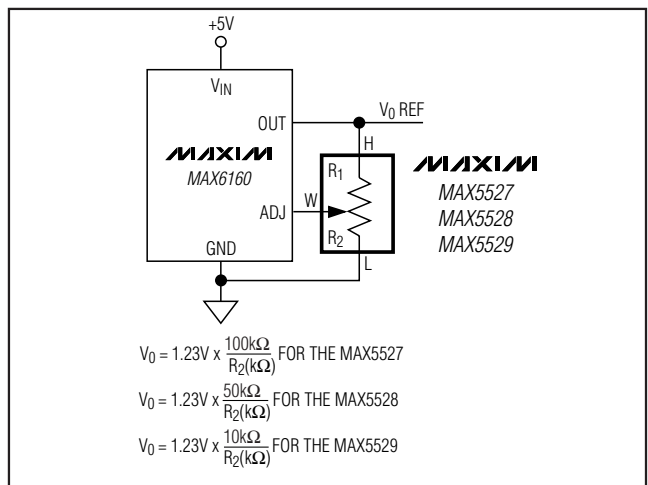 +5V
V_IN
OUT
V_0 REF
H
MAXIM
MAX6160
R_1
MAXIM
MAX5527
ADJ
W
MAX5528
R_2
MAX5529
GND
L
V_0 = 1.23V x 100kΩ/R_2(kΩ) FOR THE MAX5527
V_0 = 1.23V x 50kΩ/R_2(kΩ) FOR THE MAX5528
V_0 = 1.23V x 10kΩ/R_2(kΩ) FOR THE MAX5529